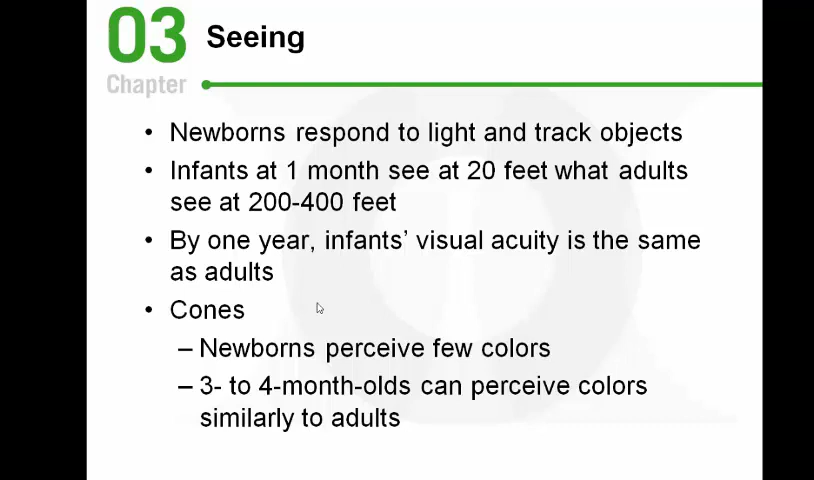 03 Seeing
Chapter
• Newborns respond to light and track objects
• Infants at 1 month see at 20 feet what adults
see at 200-400 feet
• By one year, infants’ visual acuity is the same
as adults
• Cones
– Newborns perceive few colors
– 3- to 4-month-olds can perceive colors
similarly to adults